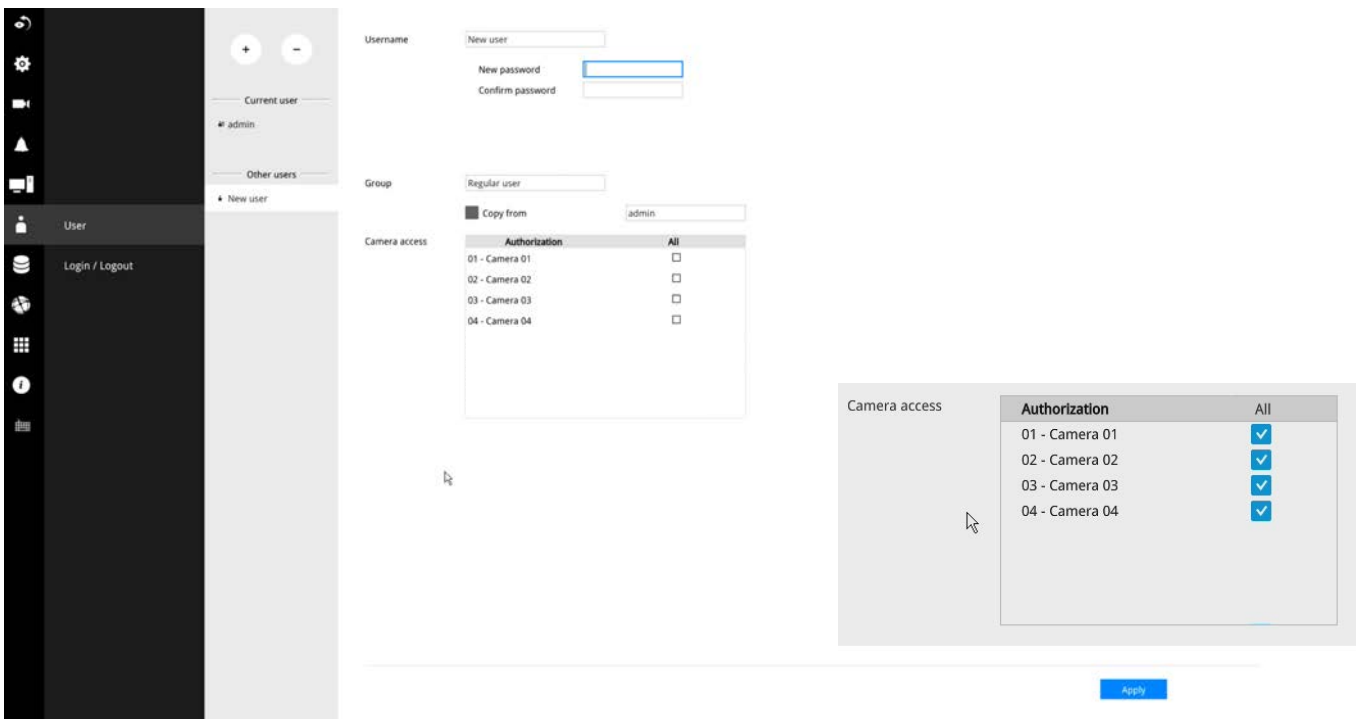 + −
Current user
admin
Other users
New user
User
Login / Logout
Username New user
New password
Confirm password
Group Regular user
Copy from admin
Camera access Authorization All
01 - Camera 01
02 - Camera 02
03 - Camera 03
04 - Camera 04
Camera access Authorization All
01 - Camera 01
02 - Camera 02
03 - Camera 03
04 - Camera 04
Apply